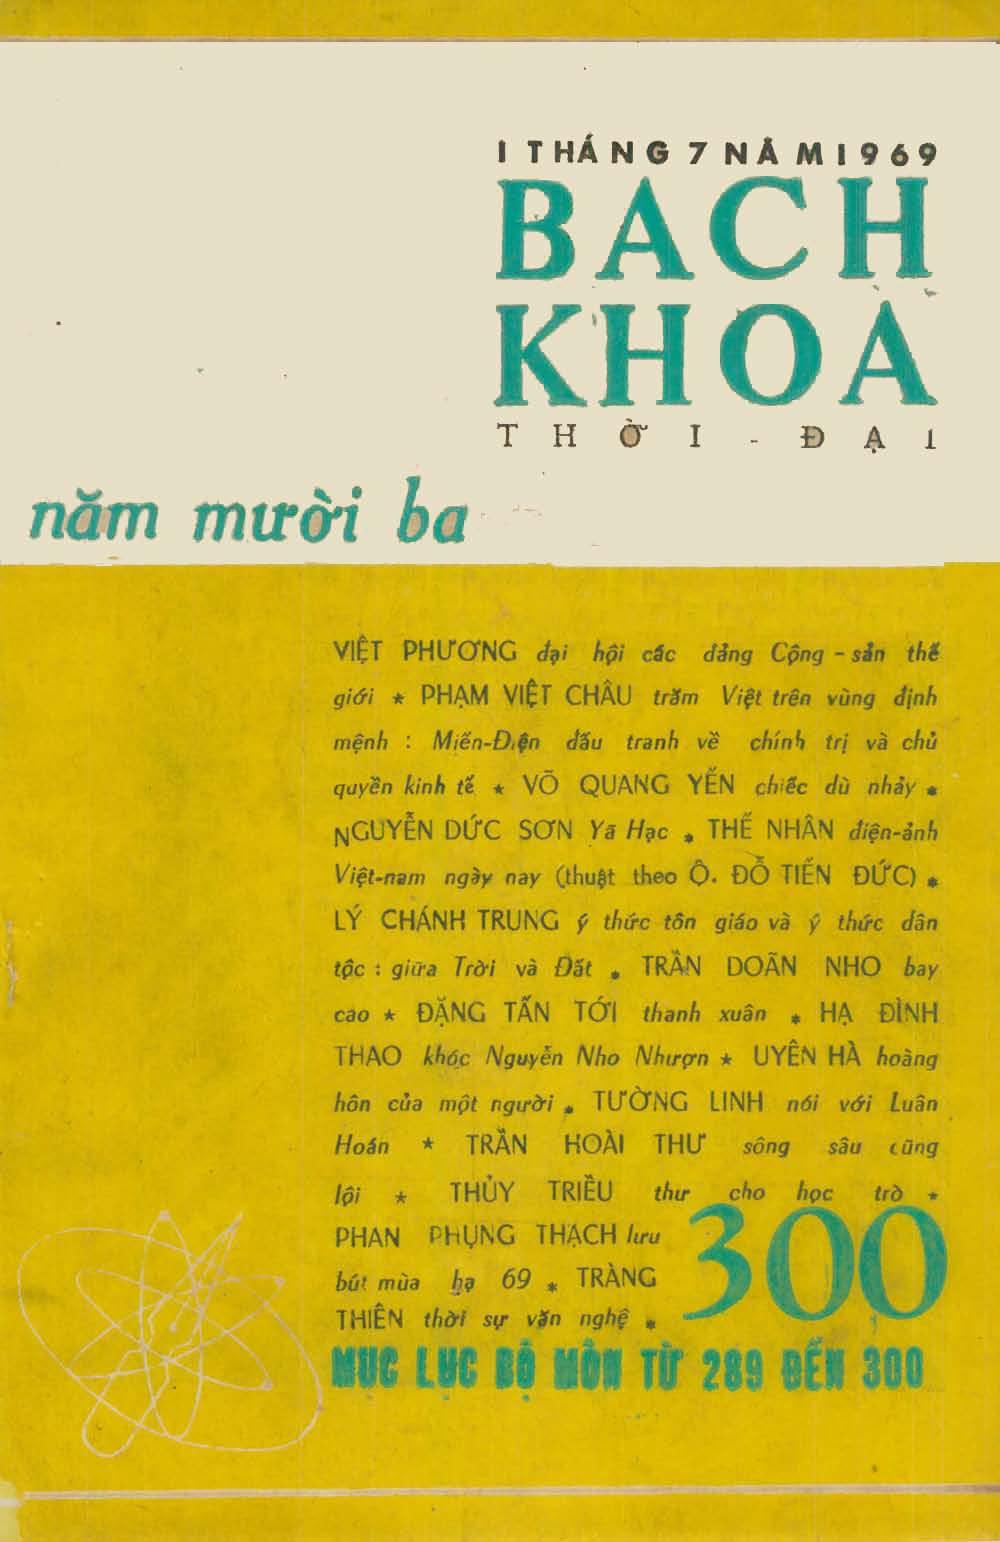 1 THÁNG 7 NĂM 1969
BACH
KHOA
THỜI-ĐẠI
năm mười ba
VIỆT PHƯƠNG đại hội các đảng Cộng-sản thế
giới * PHẠM VIỆT CHÂU trăm Việt trên vùng định
mệnh : Miến-Điện đấu tranh về chính trị và chủ
quyền kinh tế * VÕ QUANG YẾN chiếc dù nhảy *
NGUYỄN DỨC SƠN Yã Hạc * THẾ NHÂN điện-ảnh
Việt-nam ngày nay (thuật theo Ô. ĐỖ TIẾN ĐỨC) *
LÝ CHÁNH TRUNG ý thức tôn giáo và ý thức dân
tộc : giữa Trời và Đất * TRẦN DOÃN NHO bay
cao * ĐẶNG TẤN TỚI thanh xuân * HẠ ĐÌNH
THAO khóc Nguyễn Nho Nhượn * UYÊN HÀ hoàng
hôn của một người * TƯỜNG LINH nói với Luân
Hoán * TRẦN HOÀI THƯ sông sâu cũng
lội * THỦY TRIỀU thư cho học trò *
PHAN PHỤNG THẠCH lưu
bút mùa hạ 69 * TRÀNG
THIÊN thời sự văn nghệ *
300
MỤC LỤC BỘ MÔN TỪ 289 ĐẾN 300